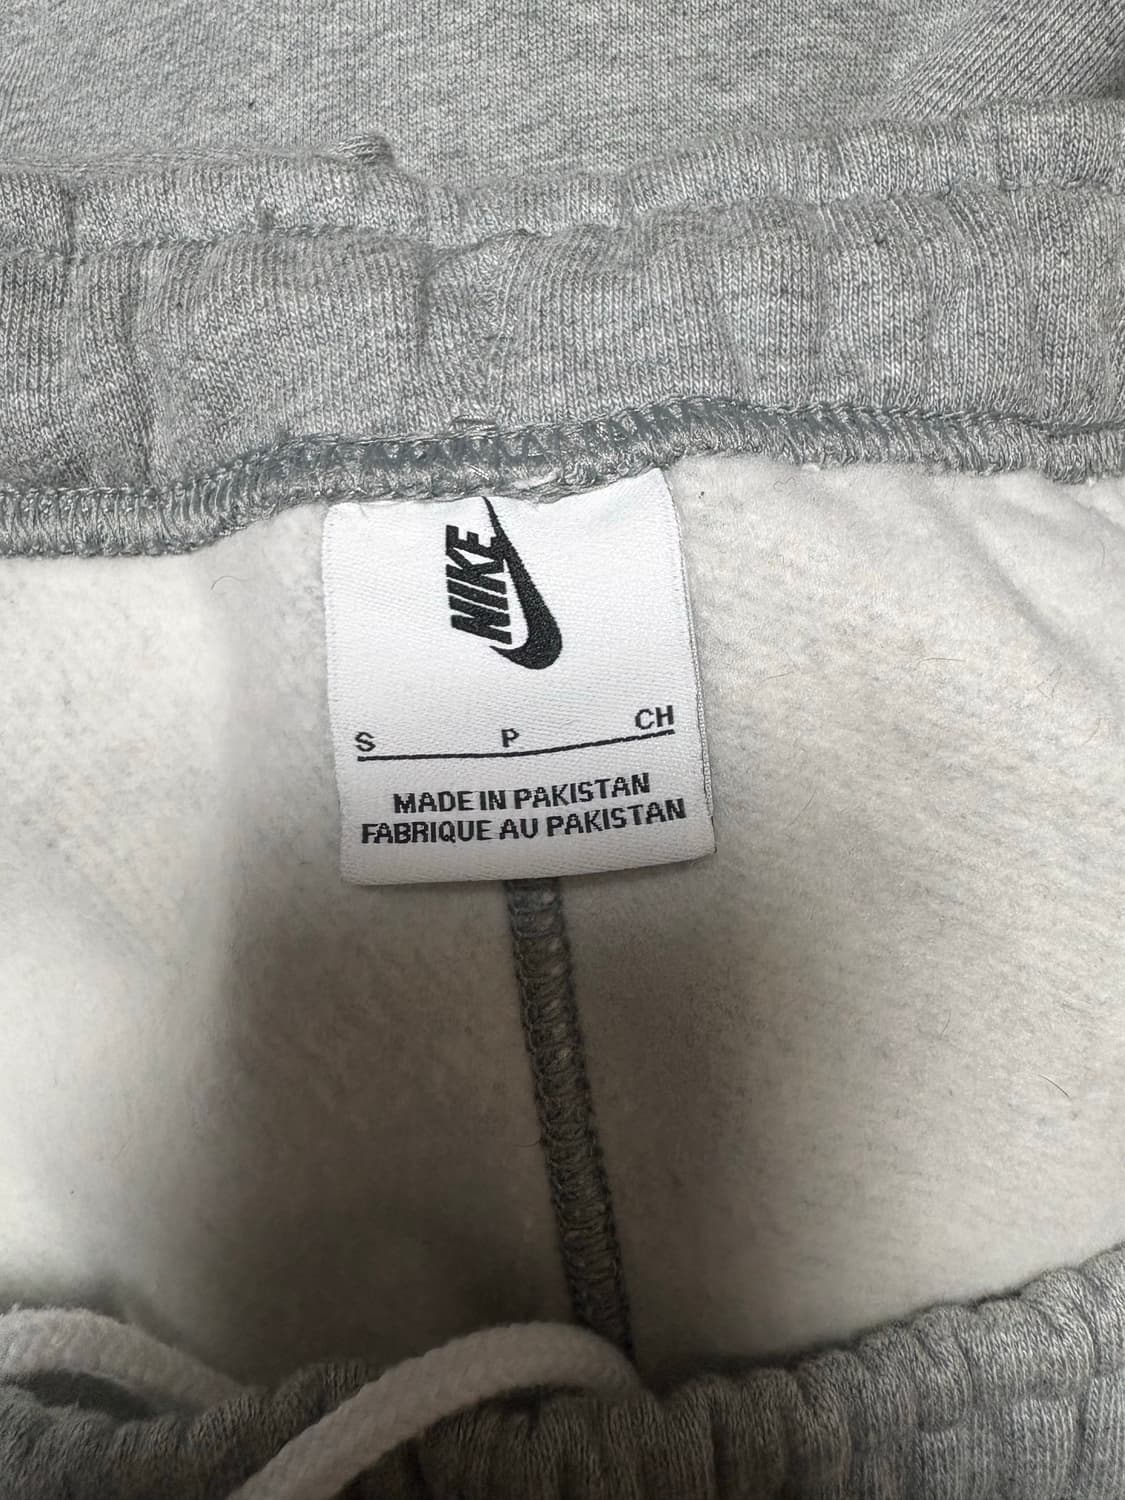 NIKE
S P CH
MADE IN PAKISTAN
FABRIQUE AU PAKISTAN